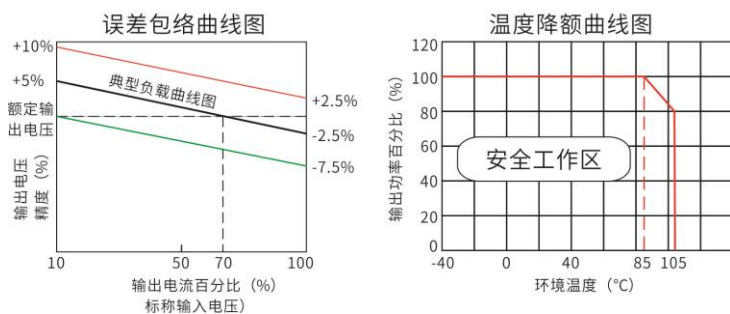 误差包络曲线图
+10%
+5%
典型负载曲线图
额定输
出电压
+2.5%
-2.5%
-7.5%
输出电压
精度（%）
10
50
70
100
输出电流百分比（%）
标称输入电压）
温度降额曲线图
输出功率百分比（%）
120
100
80
60
40
20
0
安全工作区
-40
0
40
85
105
环境温度（℃）